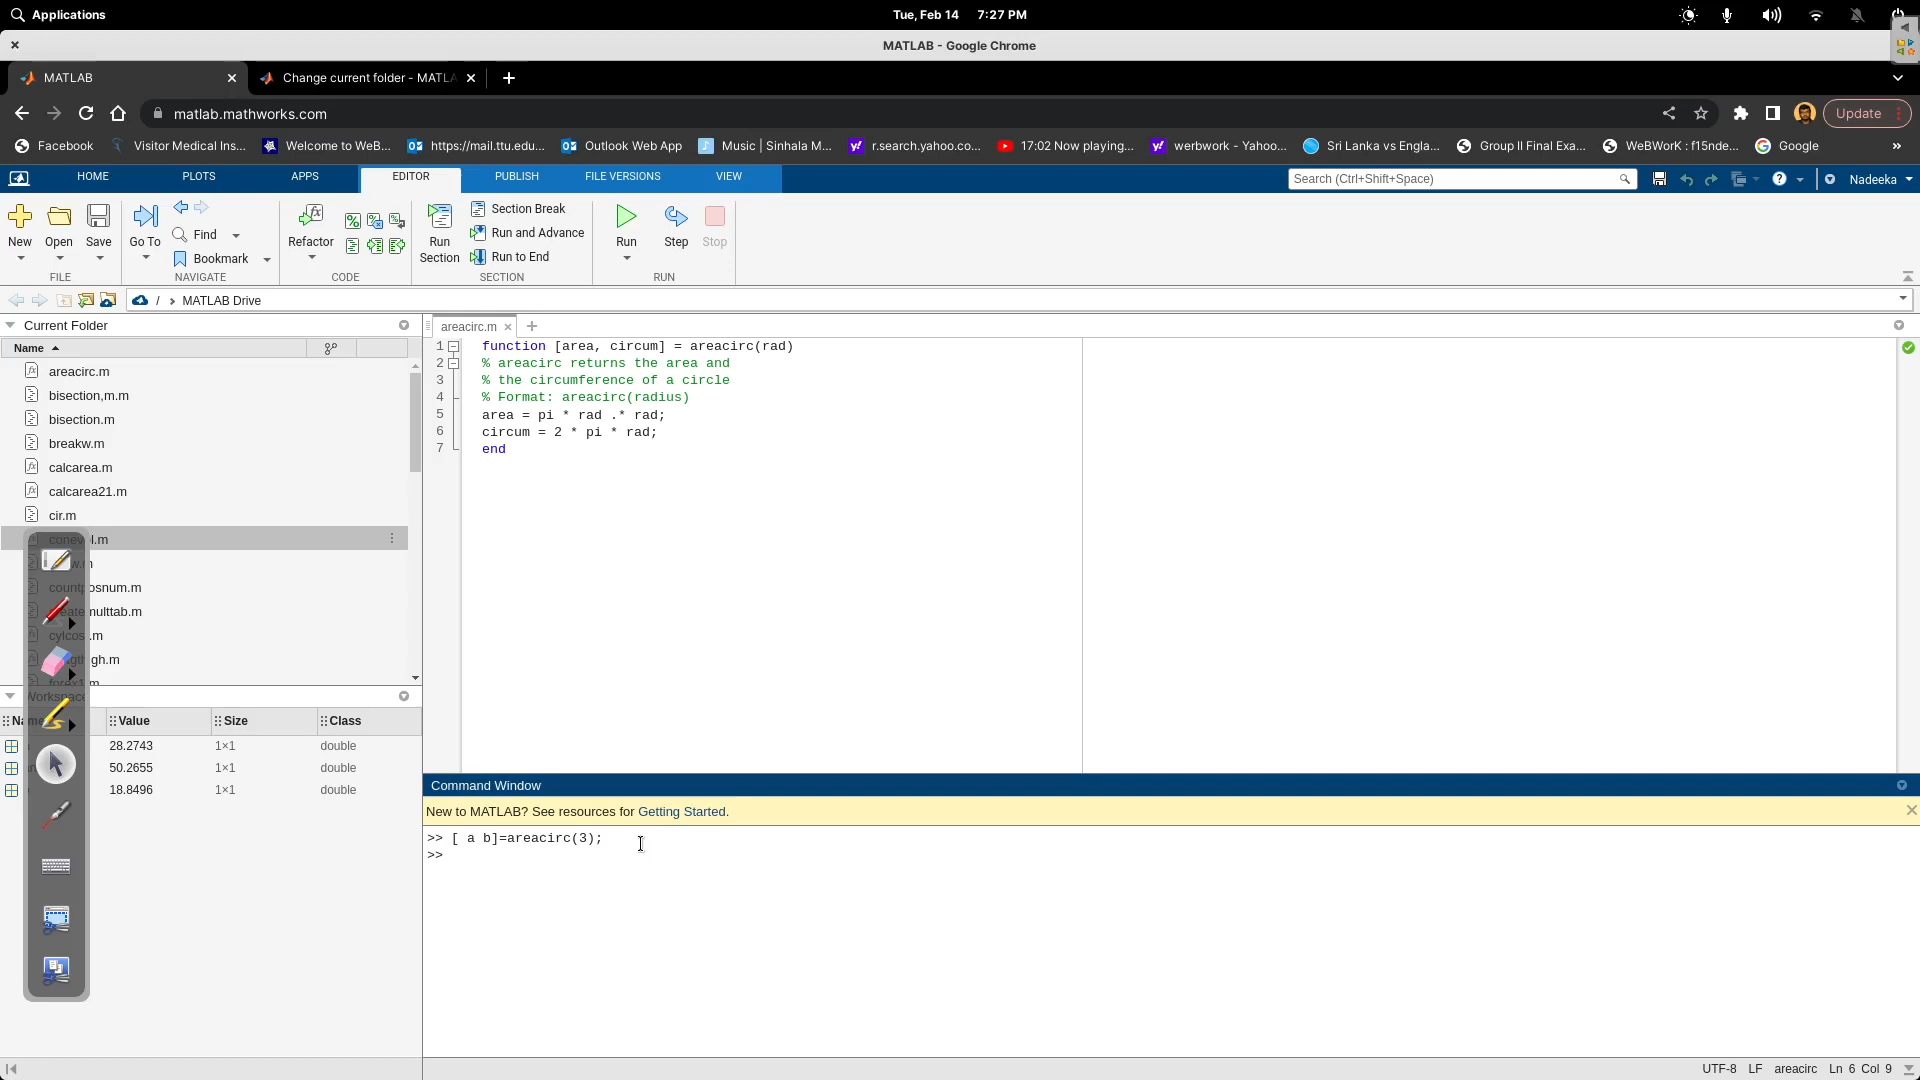 Applications
Tue, Feb 14 7:27 PM
MATLAB - Google Chrome
MATLAB
Change current folder - MATLA
matlab.mathworks.com
Update
Facebook
Visitor Medical Ins...
Welcome to WeB...
https://mail.ttu.edu...
Outlook Web App
Music | Sinhala M...
r.search.yahoo.co...
17:02 Now playing...
werbwork - Yahoo...
Sri Lanka vs Engla...
Group II Final Exa...
WeBWorK : f15nde...
Google
»
HOME
PLOTS
APPS
EDITOR
PUBLISH
FILE VERSIONS
VIEW
Search (Ctrl+Shift+Space)
Nadeeka
New
Open
Save
Go To
Find
Bookmark
Refactor
Run Section
Section Break
Run and Advance
Run to End
Run
Step
Stop
FILE
NAVIGATE
CODE
SECTION
RUN
/ > MATLAB Drive
Current Folder
Name
areacirc.m
bisection,m.m
bisection.m
breakw.m
calcarea.m
calcarea21.m
cir.m
conevol.m
w.m
countposnum.m
createmulttab.m
.m
gh.m
Workspace
Name Value Size Class
28.2743 1×1 double
50.2655 1×1 double
18.8496 1×1 double
areacirc.m
1 function [area, circum] = areacirc(rad)
2 % areacirc returns the area and
3 % the circumference of a circle
4 % Format: areacirc(radius)
5 area = pi * rad .* rad;
6 circum = 2 * pi * rad;
7 end
Command Window
New to MATLAB? See resources for Getting Started.
>> [ a b]=areacirc(3);
>>
UTF-8 LF areacirc Ln 6 Col 9